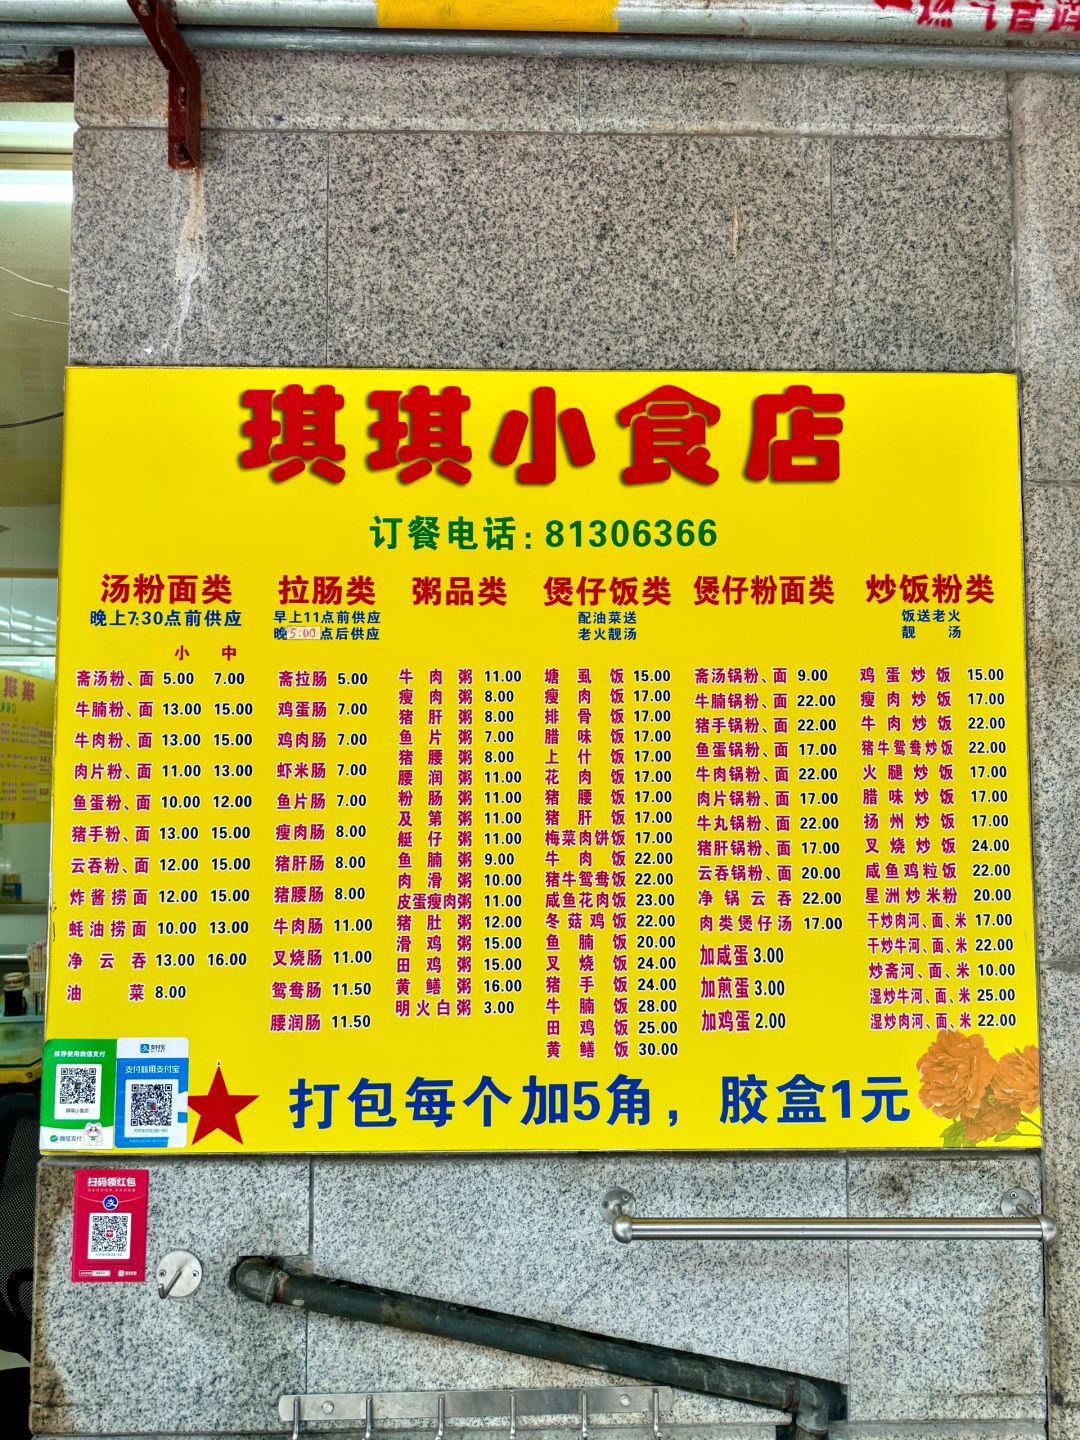 琪琪小食店
订餐电话：81306366
汤粉面类
晚上7:30点前供应
小 中
斋汤粉、面 5.00 7.00
牛腩粉、面 13.00 15.00
牛肉粉、面 13.00 15.00
肉片粉、面 11.00 13.00
鱼蛋粉、面 10.00 12.00
猪手粉、面 13.00 15.00
云吞粉、面 12.00 15.00
炸酱捞面 12.00 15.00
蚝油捞面 10.00 13.00
净云吞 13.00 16.00
油菜 8.00
拉肠类
早上11点前供应
晚5:00点后供应
斋拉肠 5.00
鸡蛋肠 7.00
鸡肉肠 7.00
虾米肠 7.00
鱼片肠 7.00
瘦肉肠 8.00
猪肝肠 8.00
猪腰肠 8.00
牛肉肠 11.00
叉烧肠 11.00
鸳鸯肠 11.50
腰润肠 11.50
粥品类
牛肉粥 11.00
瘦肉粥 8.00
猪肝粥 8.00
鱼片粥 7.00
猪腰粥 8.00
腰润粥 11.00
粉肠粥 11.00
及第粥 11.00
艇仔粥 11.00
鱼腩粥 9.00
肉滑粥 10.00
皮蛋瘦肉粥 11.00
猪肚粥 12.00
滑鸡粥 15.00
田鸡粥 15.00
黄鳝粥 16.00
明火白粥 3.00
煲仔饭类
配油菜送
老火靓汤
塘虱饭 15.00
瘦肉饭 17.00
排骨饭 17.00
腊味饭 17.00
上什饭 17.00
花肉饭 17.00
猪腰饭 17.00
猪肝饭 17.00
梅菜肉饼饭 17.00
牛肉饭 22.00
猪牛鸳鸯饭 22.00
咸鱼花肉饭 23.00
冬菇鸡饭 22.00
鱼腩饭 20.00
叉烧饭 24.00
猪手饭 24.00
牛腩饭 28.00
田鸡饭 25.00
黄鳝饭 30.00
煲仔粉面类
斋汤锅粉、面 9.00
牛腩锅粉、面 22.00
猪手锅粉、面 22.00
鱼蛋锅粉、面 17.00
牛肉锅粉、面 22.00
肉片锅粉、面 17.00
牛丸锅粉、面 22.00
猪肝锅粉、面 17.00
云吞锅粉、面 20.00
净锅云吞 22.00
肉类煲仔汤 17.00
加咸蛋 3.00
加煎蛋 3.00
加鸡蛋 2.00
炒饭粉类
饭送老火
靓汤
鸡蛋炒饭 15.00
瘦肉炒饭 17.00
牛肉炒饭 22.00
猪牛鸳鸯炒饭 22.00
火腿炒饭 17.00
腊味炒饭 17.00
扬州炒饭 17.00
叉烧炒饭 24.00
咸鱼鸡粒饭 22.00
星洲炒米粉 20.00
干炒肉河、面、米 17.00
干炒牛河、面、米 22.00
炒斋河、面、米 10.00
湿炒牛河、面、米 25.00
湿炒肉河、面、米 22.00
打包每个加5角，胶盒1元
推荐使用微信支付
琪琪小食店
微信支付
支付宝
支付就用支付宝
扫码领红包
支付宝